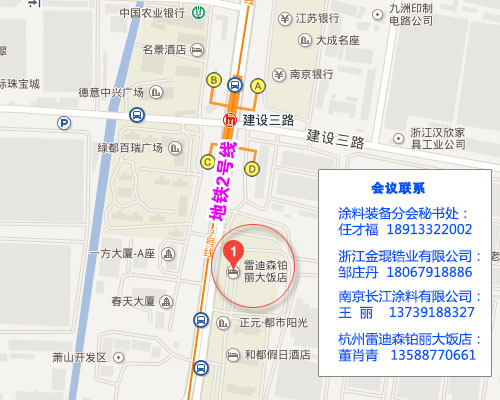 中国农业银行
江苏银行
九洲印制
电路公司
大成名座
名景酒店
南京银行
际珠宝城
德意中兴广场
B
A
P
建设三路
建设三路
浙江汉欣家
具工业公司
绿都百瑞广场
C
D
地铁2号线
2号线
一方大厦-A座
1
雷迪森铂
丽大饭店
春天大厦
正元·都市阳光
萧山开发区
和都假日酒店
会议联系
涂料装备分会秘书处：
任才福 18913322002
浙江金琨锆业有限公司：
邹庄丹 18067918886
南京长江涂料有限公司：
王 丽 13739188327
杭州雷迪森铂丽大饭店：
董肖青 13588770661